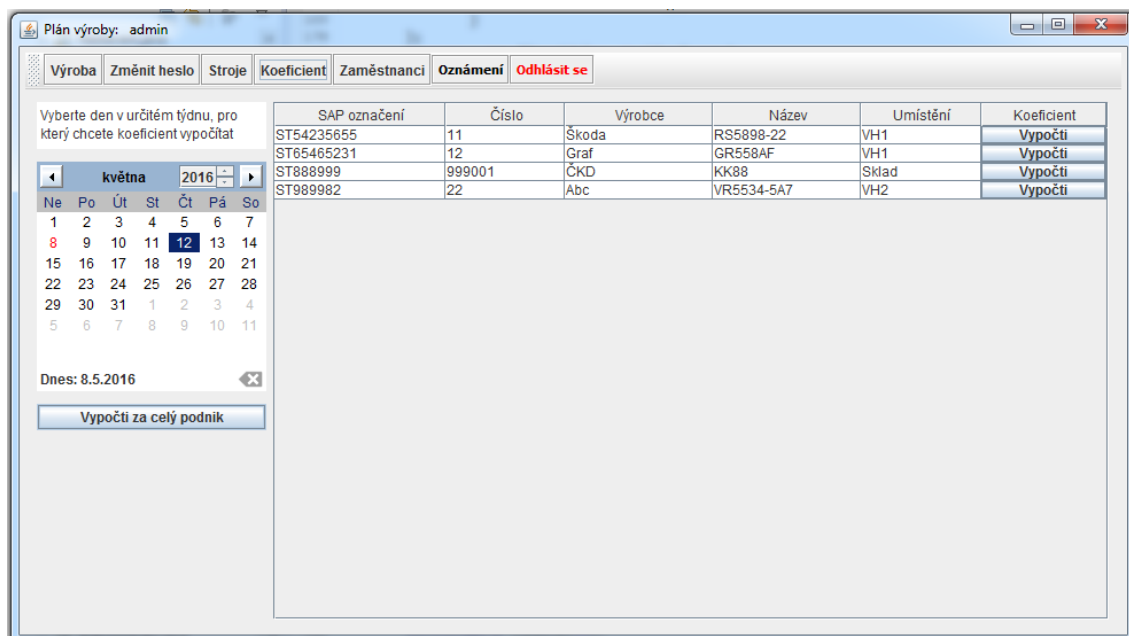 Plán výroby: admin
Výroba Změnit heslo Stroje Koeficient Zaměstnanci Oznámení Odhlásit se
Vyberte den v určitém týdnu, pro
který chcete koeficient vypočítat
května 2016
Ne Po Út St Čt Pá So
1 2 3 4 5 6 7
8 9 10 11 12 13 14
15 16 17 18 19 20 21
22 23 24 25 26 27 28
29 30 31 1 2 3 4
5 6 7 8 9 10 11
Dnes: 8.5.2016
Vypočti za celý podnik
SAP označení Číslo Výrobce Název Umístění Koeficient
ST54235655 11 Škoda RS5898-22 VH1 Vypočti
ST65465231 12 Graf GR558AF VH1 Vypočti
ST888999 999001 ČKD KK88 Sklad Vypočti
ST989982 22 Abc VR5534-5A7 VH2 Vypočti